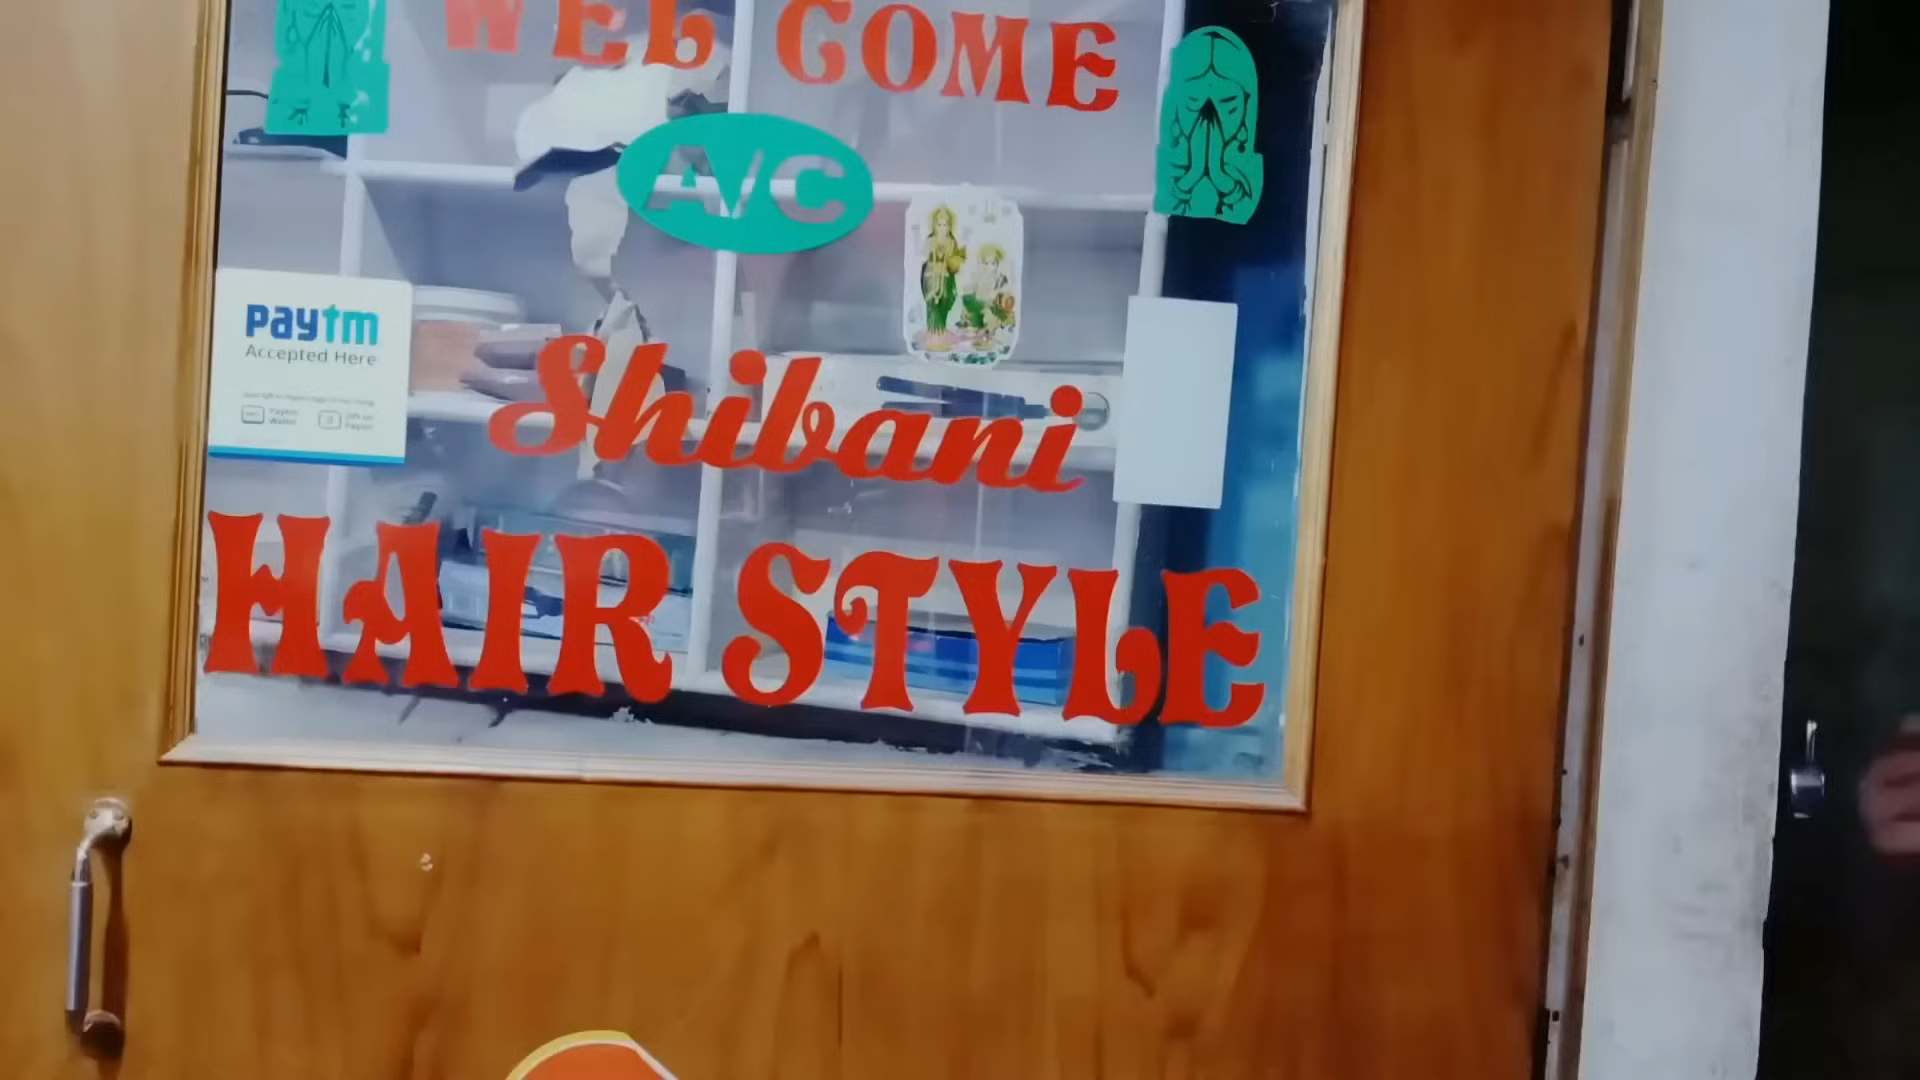 WEL COME
A/C
paytm
Accepted Here
Shibani
HAIR STYLE